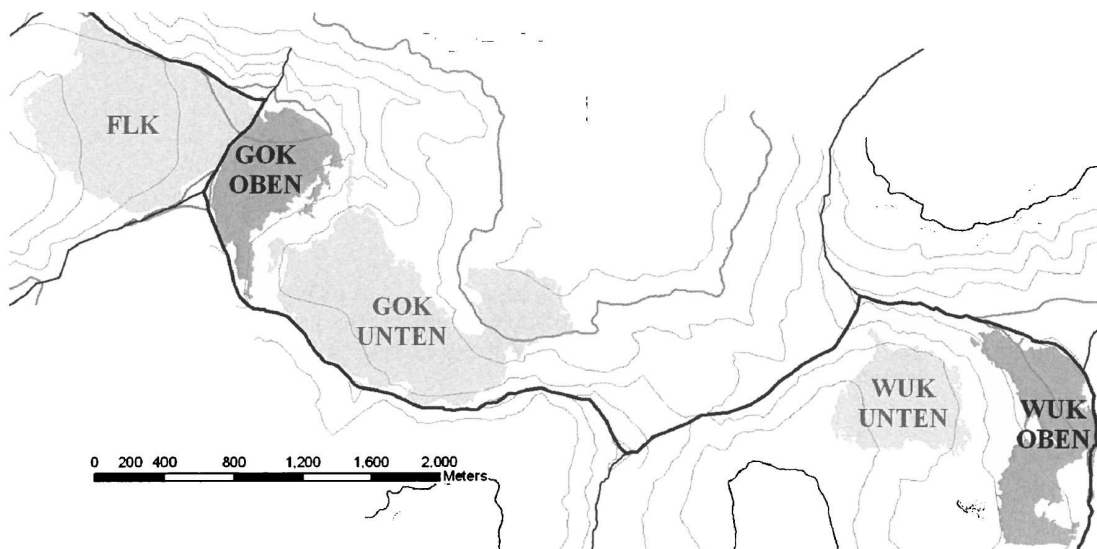 FLK
GOK
OBEN
GOK
UNTEN
WUK
UNTEN
WUK
OBEN
0 200 400 800 1,200 1,600 2,000
Meters